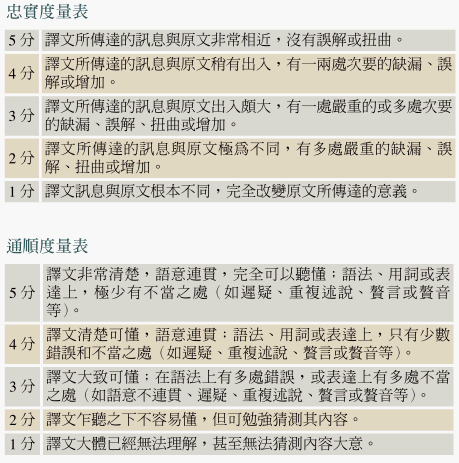 忠實度量表
5 分 譯文所傳達的訊息與原文非常相近，沒有誤解或扭曲。
4 分 譯文所傳達的訊息與原文稍有出入，有一兩處次要的缺漏、誤
解或增加。
3 分 譯文所傳達的訊息與原文出入頗大，有一處嚴重的或多處次要
的缺漏、誤解、扭曲或增加。
2 分 譯文所傳達的訊息與原文極爲不同，有多處嚴重的缺漏、誤
解、扭曲或增加。
1 分 譯文訊息與原文根本不同，完全改變原文所傳達的意義。
通順度量表
5 分 譯文非常清楚，語意連貫，完全可以聽懂；語法、用詞或表
達上，極少有不當之處（如遲疑、重複述說、贅言或贅音
等）。
4 分 譯文清楚可懂，語意連貫；語法、用詞或表達上，只有少數
錯誤和不當之處（如遲疑、重複述說、贅言或贅音等）。
3 分 譯文大致可懂；在語法上有多處錯誤，或表達上有多處不當
之處（如語意不連貫、遲疑、重複述說、贅言或贅音等）。
2 分 譯文乍聽之下不容易懂，但可勉強猜測其內容。
1 分 譯文大體已經無法理解，甚至無法猜測內容大意。